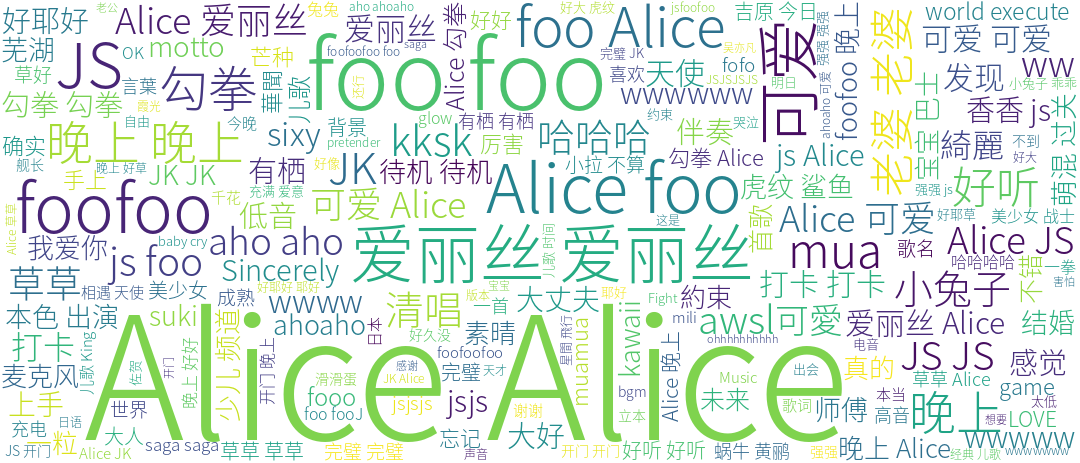 好耶好
Alice 爱丽丝
老公
兔兔
aho ahoaho
foo Alice
好大 虎纹
jsfoofoo
吉原 今日
world execute
芜湖
JS
OK
motto
芒种
爱丽丝
好好
foofoofoo foo
saga
foo foo
完璧 JK
吴亦凡
强强 强强
可爱 可爱
草好
言葉
勾拳
華聞
儿歌
Alice 勾拳
fofo
喜欢
天使
JSJSJSJS
明日
可爱
ahoaho 可爱
foofoo 晚上
老婆 老婆
发现
ww
小兔子
乖乖
勾拳 勾拳
霞光
自由
今晚
sixy
背景
glow
有栖 有栖
wwwwww
约束
巴士
香香 js
过关
确实
晚上 晚上
pretender
kksk
厉害
哈哈哈
哭泣
伴奏
宝宝
綺麗
不到
好大
萌混
舰长
晚上 好草
手上
JK JK
有栖
好像
JK
待机 待机
小拉 不算
勾拳 Alice
js Alice
虎纹 鲨鱼
好听
强强 js
千花
充满 爱意
低音
可爱 Alice
Alice foo
首歌
Alice 可爱
好耶草
美少女
战士
Alice 草草
foofoo
我爱你
baby cry
aho aho
爱丽丝 爱丽丝
这是
儿歌 时间
mua
歌名
Alice JS
哈哈哈哈
一拳
害怕
js foo
草草
好耶好 耶好
相遇 天使
美少女
Sincerely
wwww
成熟
大丈夫
宝宝
耶好
打卡 打卡
小兔子
不错
本色 出演
suki
清唱
版本
一首
Fight
約束
awsl可愛
爱丽丝 Alice
结婚
打卡
少儿 频道
ahoaho
日本
好久没
素晴
muamua
kawaii
mili
ohhhhhhhhhh
电音
JS JS
感觉
麦克风
儿歌 King
晚上 好好
佐贺
开门
开门 晚上
滑滑蛋
foofoofoo
完璧
天才
星間 飛行
Alice 晚上
Music
出会
真的
草草 Alice
game
太低
上手
fooo
感谢
JK Alice
jsjsjs
jsjs
谢谢
bgm
未来
歌词
师傅
本当
高音
晚上
想要
LOVE
充电
世界
foo fooJ
Alice Alice
立本
一粒
日语
大人
忘记
大好
wwwww
JS 开门
Alice JK
saga saga
草草 草草
完璧 完璧
声音
开门 开门
好听 好听
蜗牛 黄鹂
强强
晚上 Alice
经典 儿歌
wwwwwww